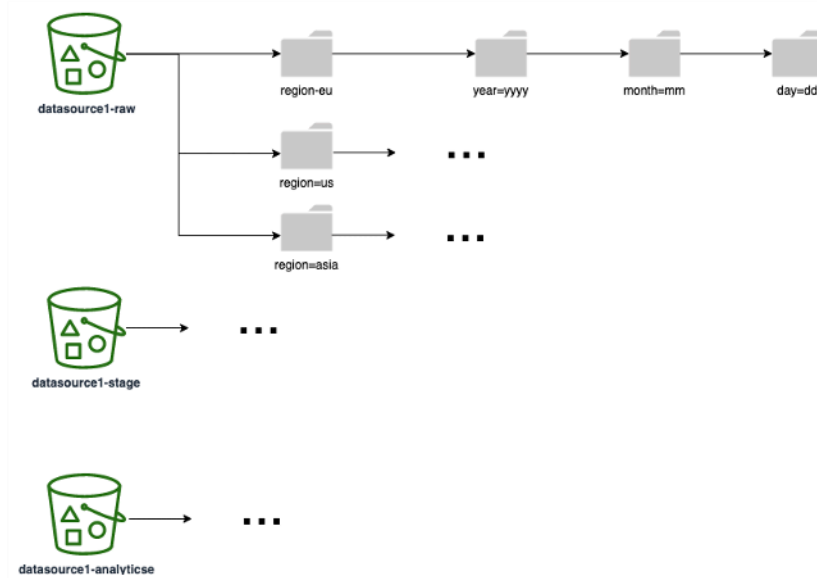 datasource1-raw
region-eu
year=yyyy
month=mm
day=dd
region=us
...
region=asia
...
datasource1-stage
...
datasource1-analyticse
...